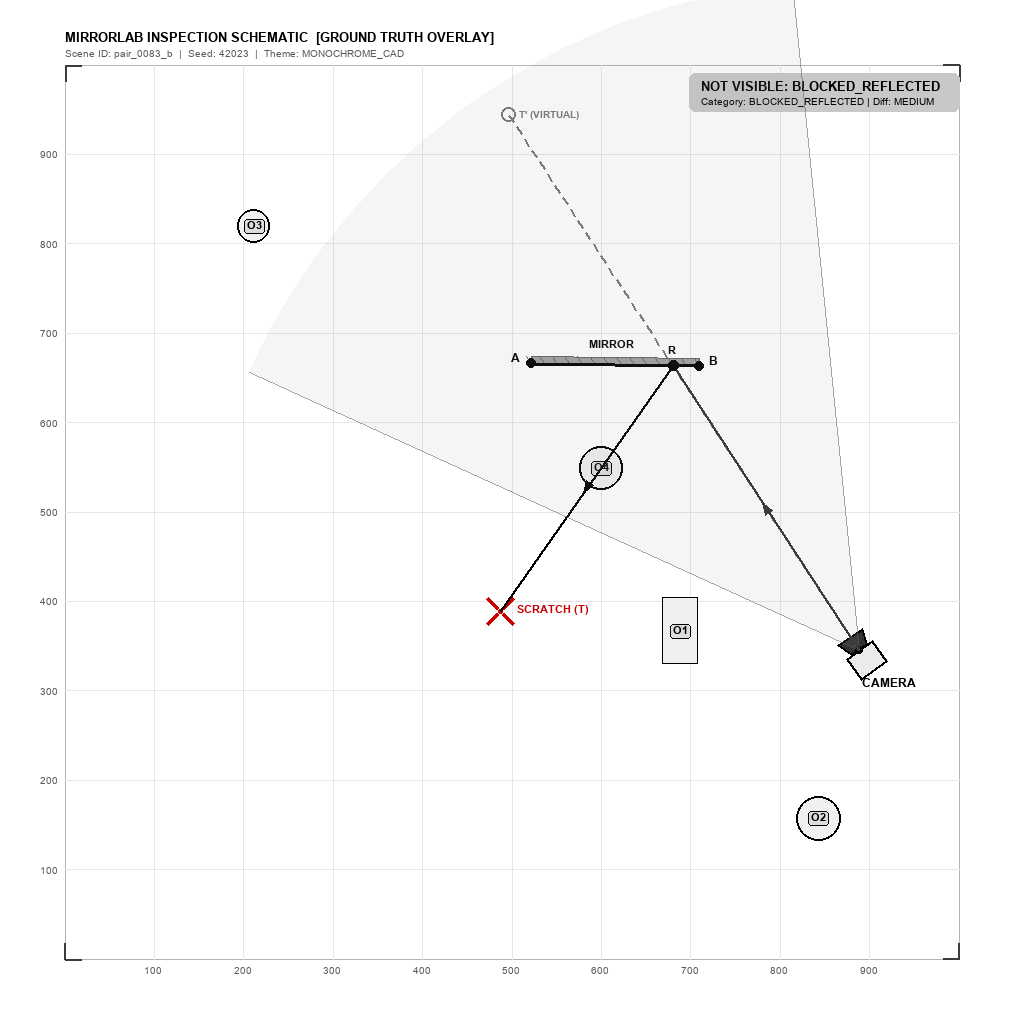 MIRRORLAB INSPECTION SCHEMATIC  [GROUND TRUTH OVERLAY]
Scene ID: pair_0083_b  |  Seed: 42023  |  Theme: MONOCHROME_CAD
NOT VISIBLE: BLOCKED_REFLECTED
Category: BLOCKED_REFLECTED | Diff: MEDIUM
T' (VIRTUAL)
900
O3
800
700
MIRROR
R
A
B
600
O4
500
400
SCRATCH (T)
O1
CAMERA
300
200
O2
100
100 200 300 400 500 600 700 800 900